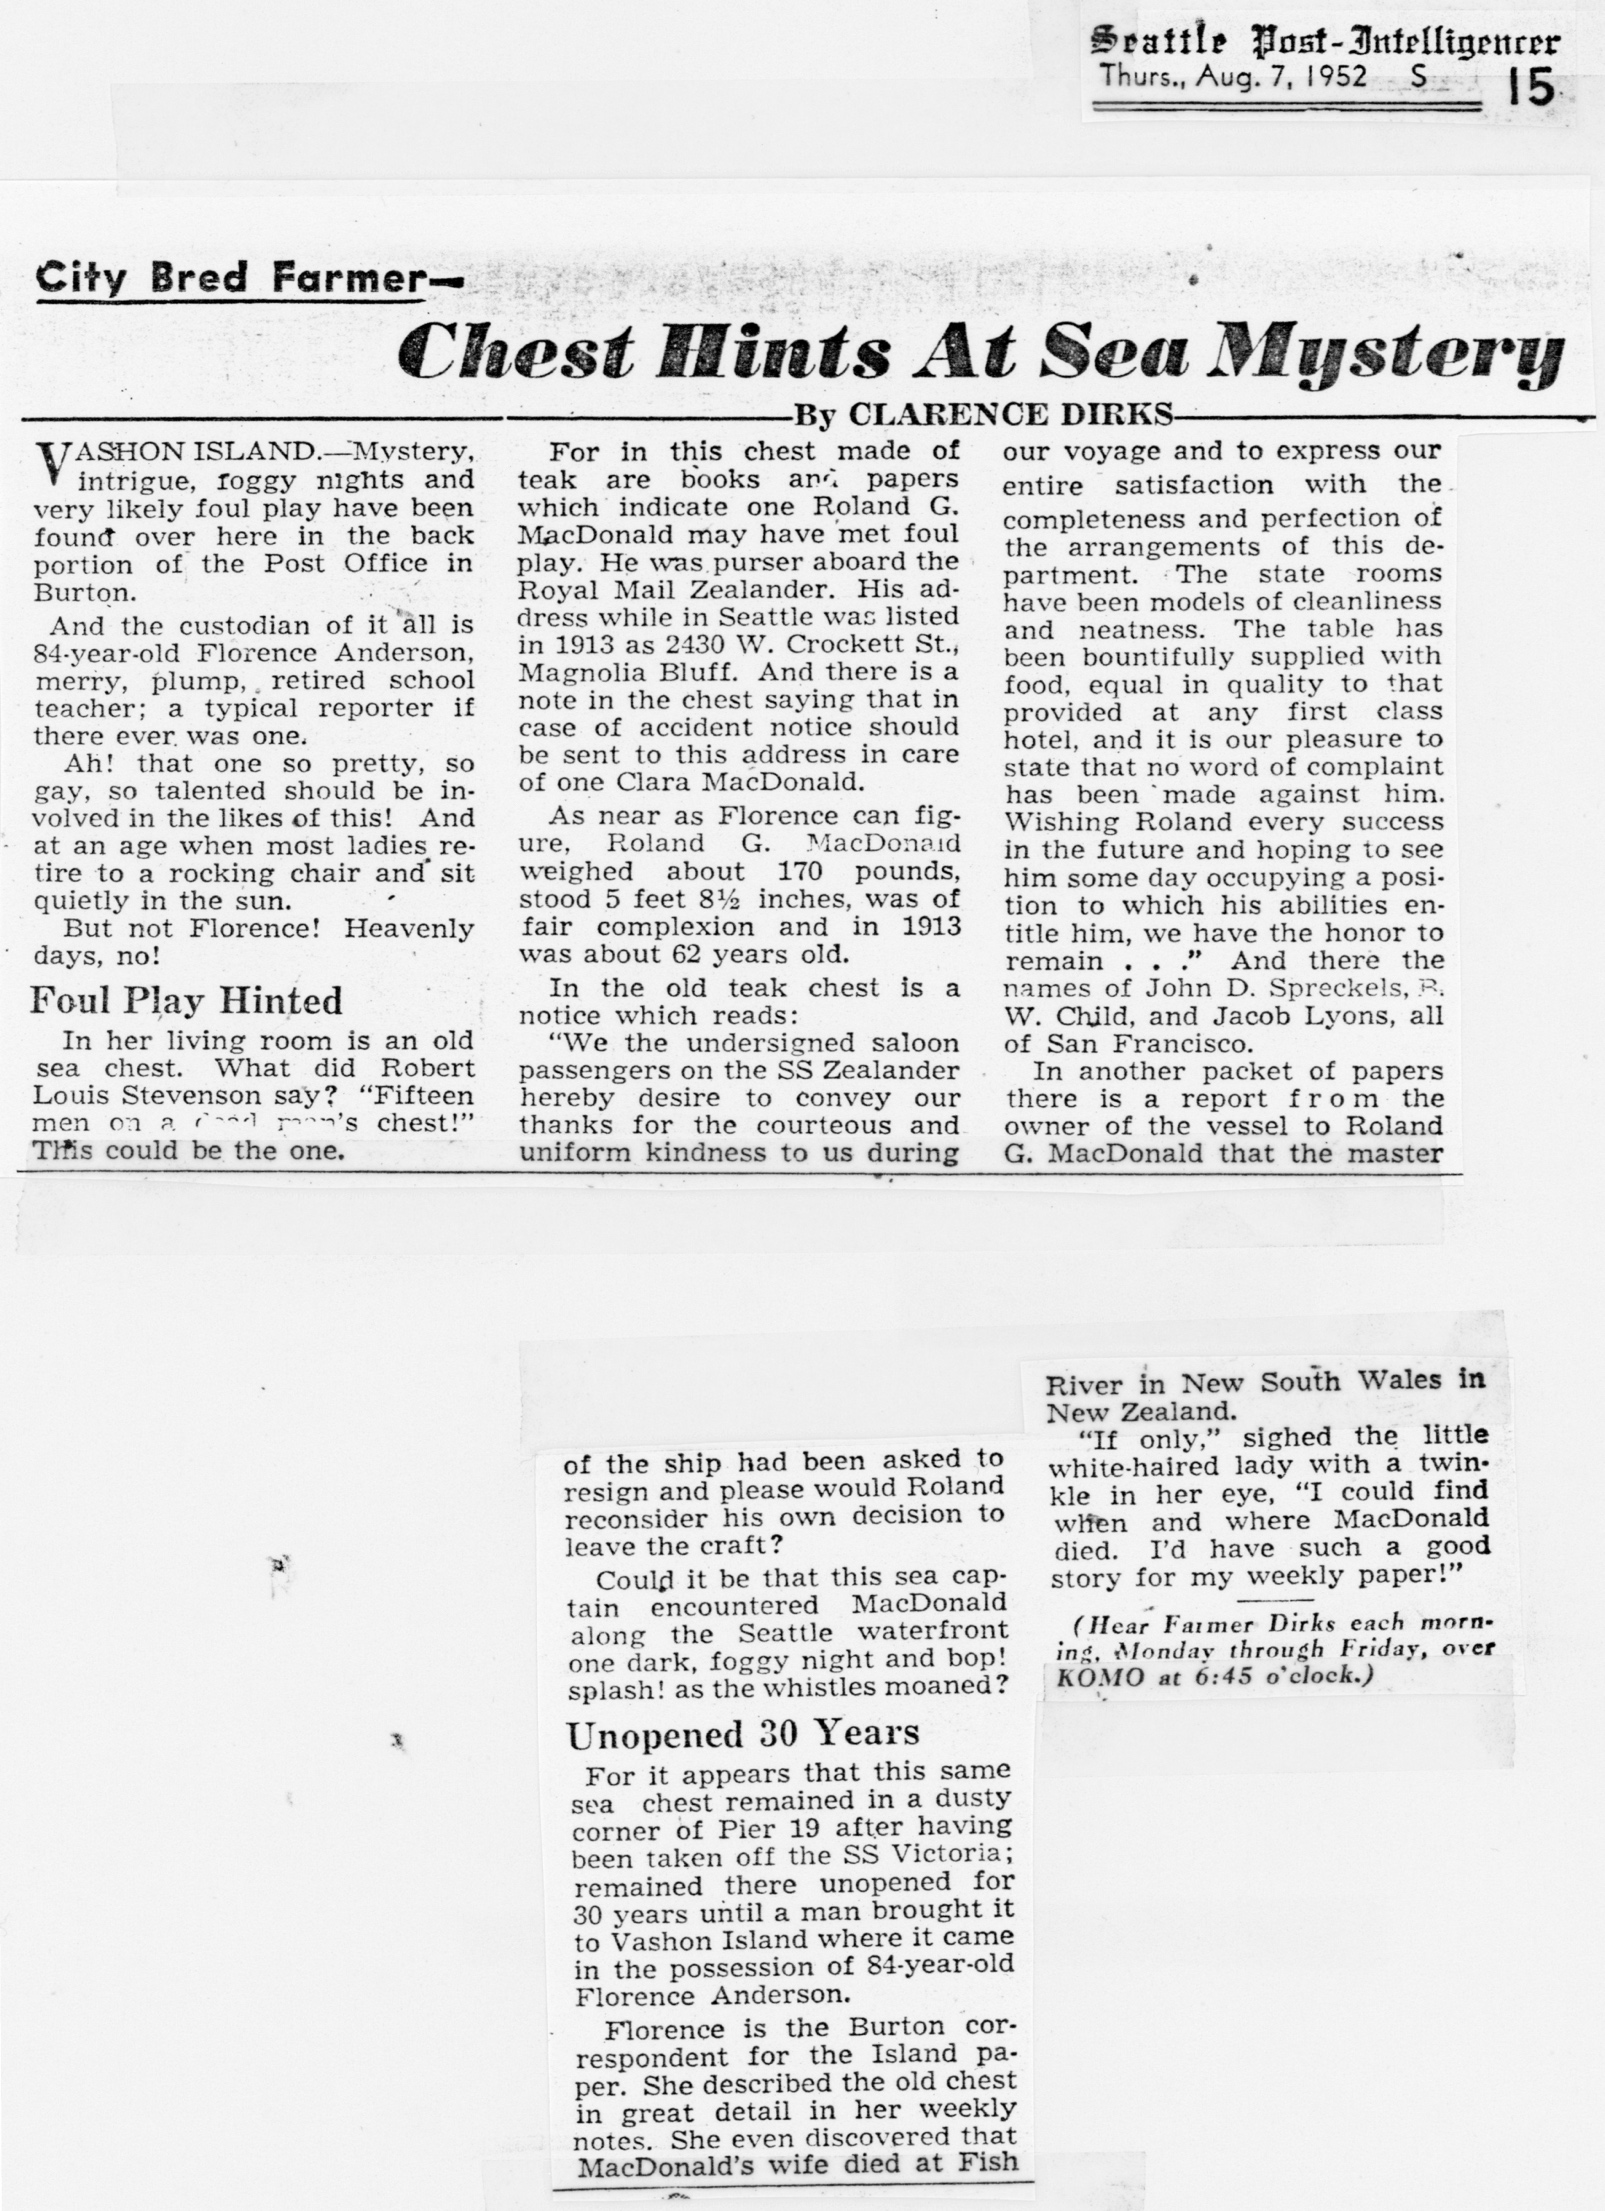 Seattle Post-Intelligencer
Thurs., Aug. 7, 1952 S 15
City Bred Farmer—
Chest Hints At Sea Mystery
By CLARENCE DIRKS
VASHON ISLAND.—Mystery,
intrigue, foggy nights and
very likely foul play have been
found over here in the back
portion of the Post Office in
Burton.
And the custodian of it all is
84-year-old Florence Anderson,
merry, plump, retired school
teacher; a typical reporter if
there ever was one.
Ah! that one so pretty, so
gay, so talented should be in-
volved in the likes of this! And
at an age when most ladies re-
tire to a rocking chair and sit
quietly in the sun.
But not Florence! Heavenly
days, no!
Foul Play Hinted
In her living room is an old
sea chest. What did Robert
Louis Stevenson say? "Fifteen
men on a dead man's chest!"
This could be the one.
For in this chest made of
teak are books and papers
which indicate one Roland G.
MacDonald may have met foul
play. He was purser aboard the
Royal Mail Zealander. His ad-
dress while in Seattle was listed
in 1913 as 2430 W. Crockett St.,
Magnolia Bluff. And there is a
note in the chest saying that in
case of accident notice should
be sent to this address in care
of one Clara MacDonald.
As near as Florence can fig-
ure, Roland G. MacDonald
weighed about 170 pounds,
stood 5 feet 8½ inches, was of
fair complexion and in 1913
was about 62 years old.
In the old teak chest is a
notice which reads:
"We the undersigned saloon
passengers on the SS Zealander
hereby desire to convey our
thanks for the courteous and
uniform kindness to us during
our voyage and to express our
entire satisfaction with the
completeness and perfection of
the arrangements of this de-
partment. The state rooms
have been models of cleanliness
and neatness. The table has
been bountifully supplied with
food, equal in quality to that
provided at any first class
hotel, and it is our pleasure to
state that no word of complaint
has been made against him.
Wishing Roland every success
in the future and hoping to see
him some day occupying a posi-
tion to which his abilities en-
title him, we have the honor to
remain . . ." And there the
names of John D. Spreckels, R.
W. Child, and Jacob Lyons, all
of San Francisco.
In another packet of papers
there is a report from the
owner of the vessel to Roland
G. MacDonald that the master
of the ship had been asked to
resign and please would Roland
reconsider his own decision to
leave the craft?
Could it be that this sea cap-
tain encountered MacDonald
along the Seattle waterfront
one dark, foggy night and bop!
splash! as the whistles moaned?
Unopened 30 Years
For it appears that this same
sea chest remained in a dusty
corner of Pier 19 after having
been taken off the SS Victoria;
remained there unopened for
30 years until a man brought it
to Vashon Island where it came
in the possession of 84-year-old
Florence Anderson.
Florence is the Burton cor-
respondent for the Island pa-
per. She described the old chest
in great detail in her weekly
notes. She even discovered that
MacDonald's wife died at Fish
River in New South Wales in
New Zealand.
"If only," sighed the little
white-haired lady with a twin-
kle in her eye, "I could find
when and where MacDonald
died. I'd have such a good
story for my weekly paper!"
(Hear Farmer Dirks each morn-
ing, Monday through Friday, over
KOMO at 6:45 o'clock.)